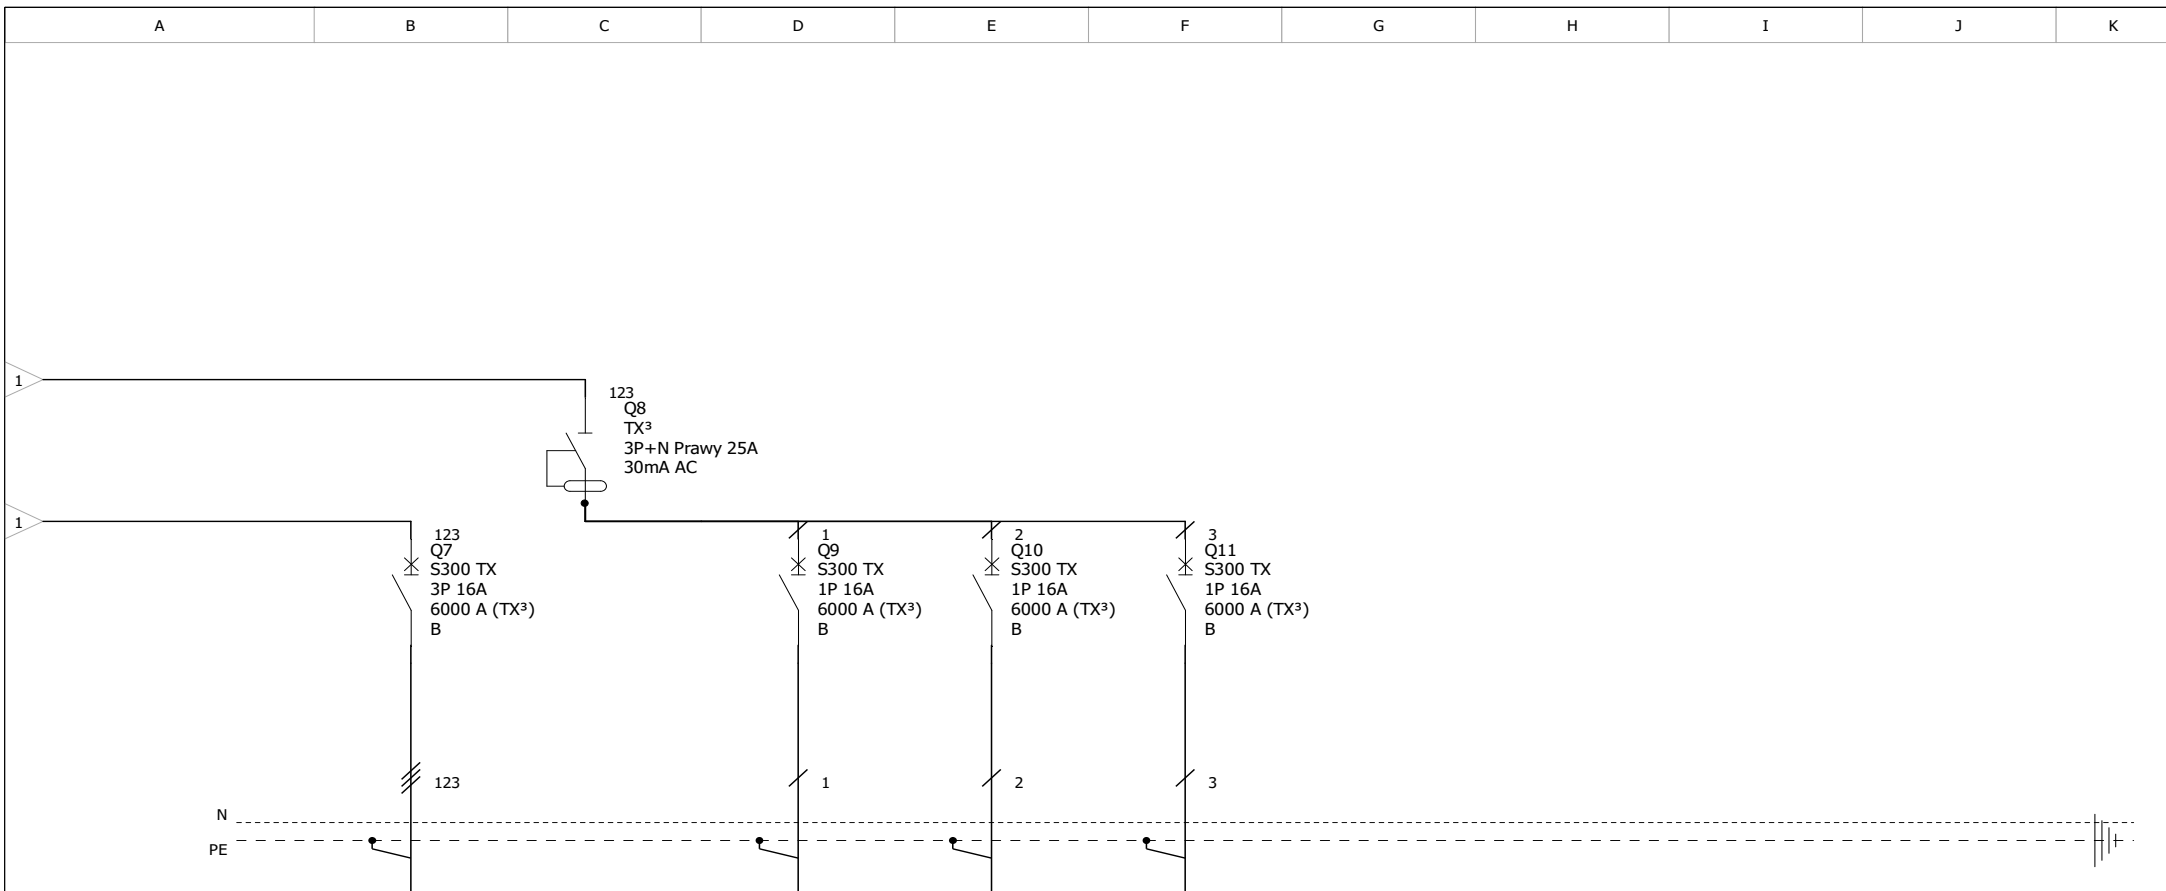 A B C D E F G H I J K
1
123
Q8
TX³
3P+N Prawy 25A
30mA AC
1
123
Q7
S300 TX
3P 16A
6000 A (TX³)
B
1
Q9
S300 TX
1P 16A
6000 A (TX³)
B
2
Q10
S300 TX
1P 16A
6000 A (TX³)
B
3
Q11
S300 TX
1P 16A
6000 A (TX³)
B
123 1 2 3
N
PE